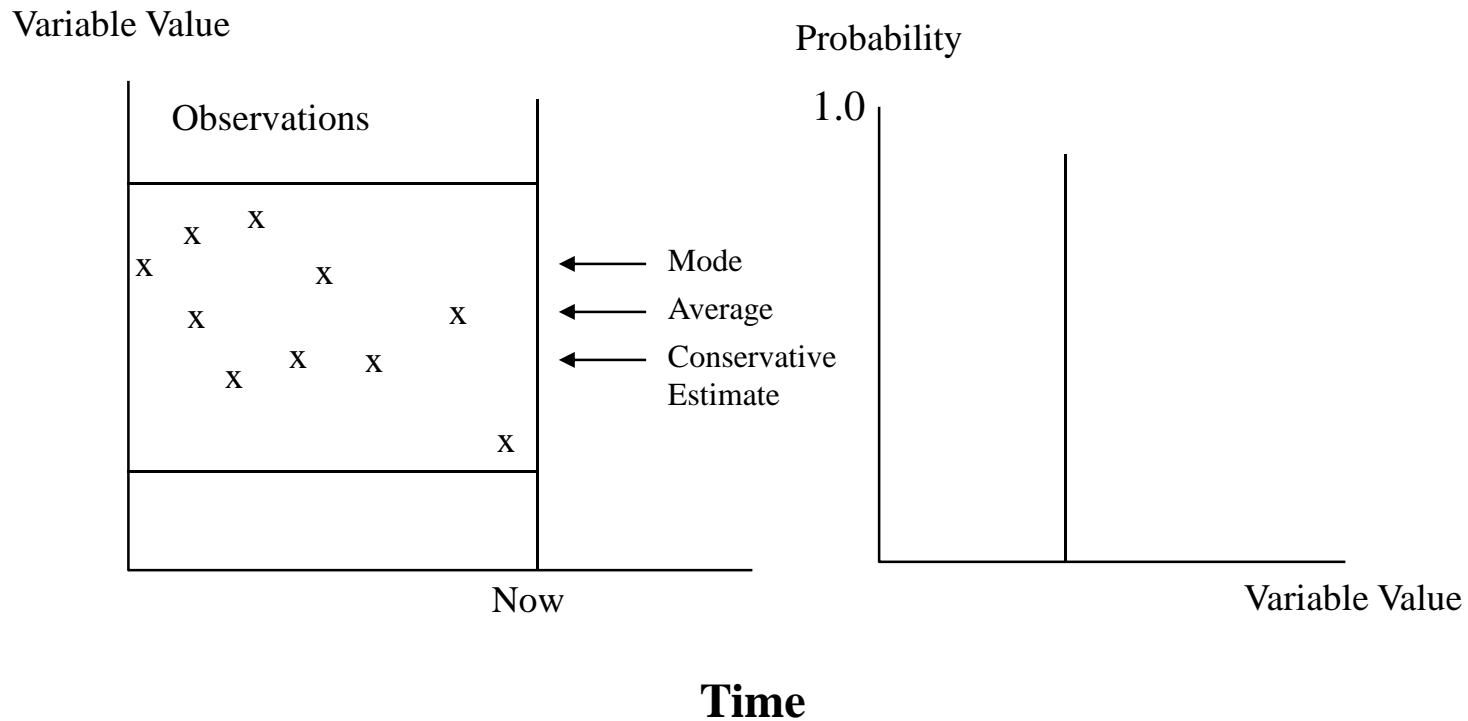 Variable Value
Observations
x
x
x
x
x
x
x
x
x
x
Mode
Average
Conservative
Estimate
Now
Probability
1.0
Variable Value
Time